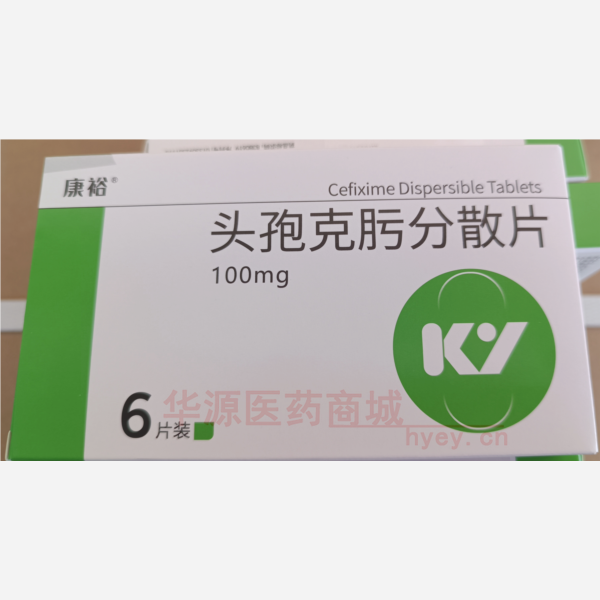 康裕®
Cefixime Dispersible Tablets
头孢克肟分散片
100mg
KY
6片装
华源医药商城
hyey.cn